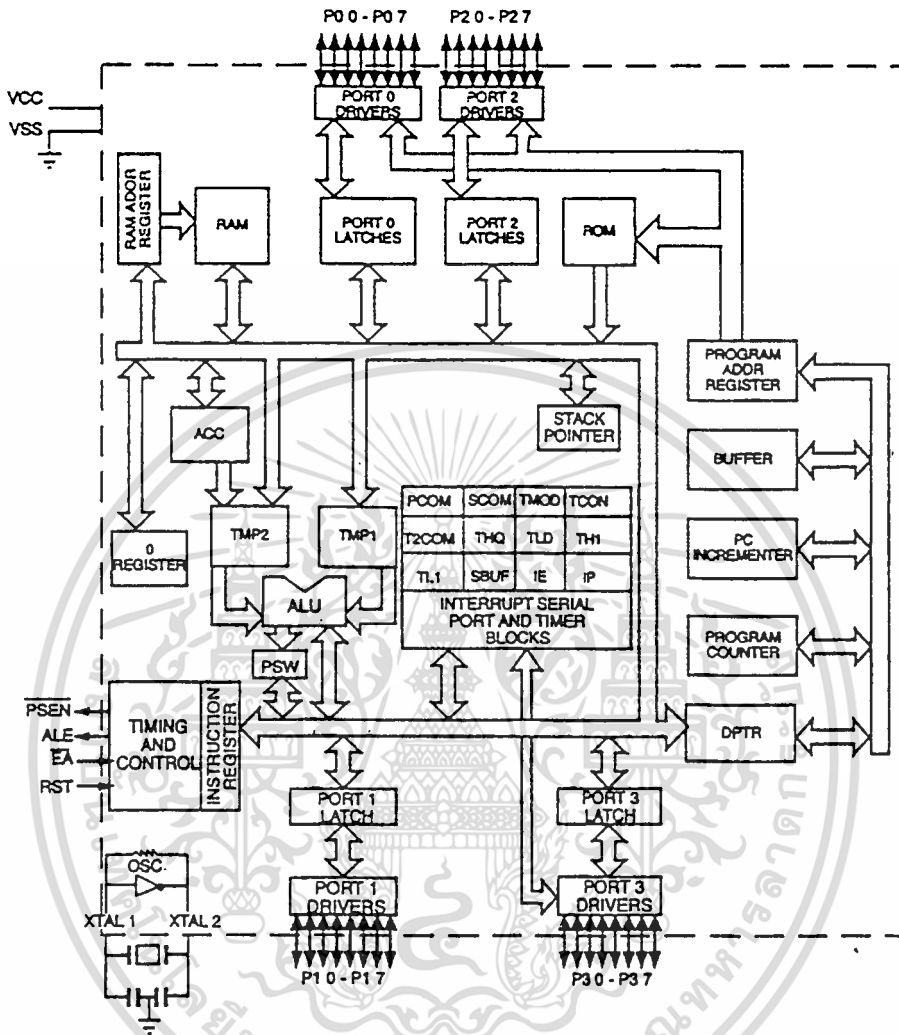 P0 0 - P0 7
P2 0 - P2 7
VCC
VSS
PORT 0
DRIVERS
PORT 2
DRIVERS
RAM ADDR
REGISTER
RAM
PORT 0
LATCHES
PORT 2
LATCHES
ROM
PROGRAM
ADDR
REGISTER
ACC
STACK
POINTER
BUFFER
TMP2
TMP1
PCOM
SCOM
TMOD
TCON
T2COM
THQ
TLD
TH1
TL1
SBUF
IE
IP
INTERRUPT SERIAL
PORT AND TIMER
BLOCKS
0
REGISTER
ALU
PC
INCREMENTER
PSW
PROGRAM
COUNTER
PSEN
ALE
EA
RST
TIMING
AND
CONTROL
INSTRUCTION
REGISTER
DPTR
PORT 1
LATCH
PORT 3
LATCH
OSC.
XTAL 1
XTAL 2
PORT 1
DRIVERS
PORT 3
DRIVERS
P1 0 - P1 7
P3 0 - P3 7